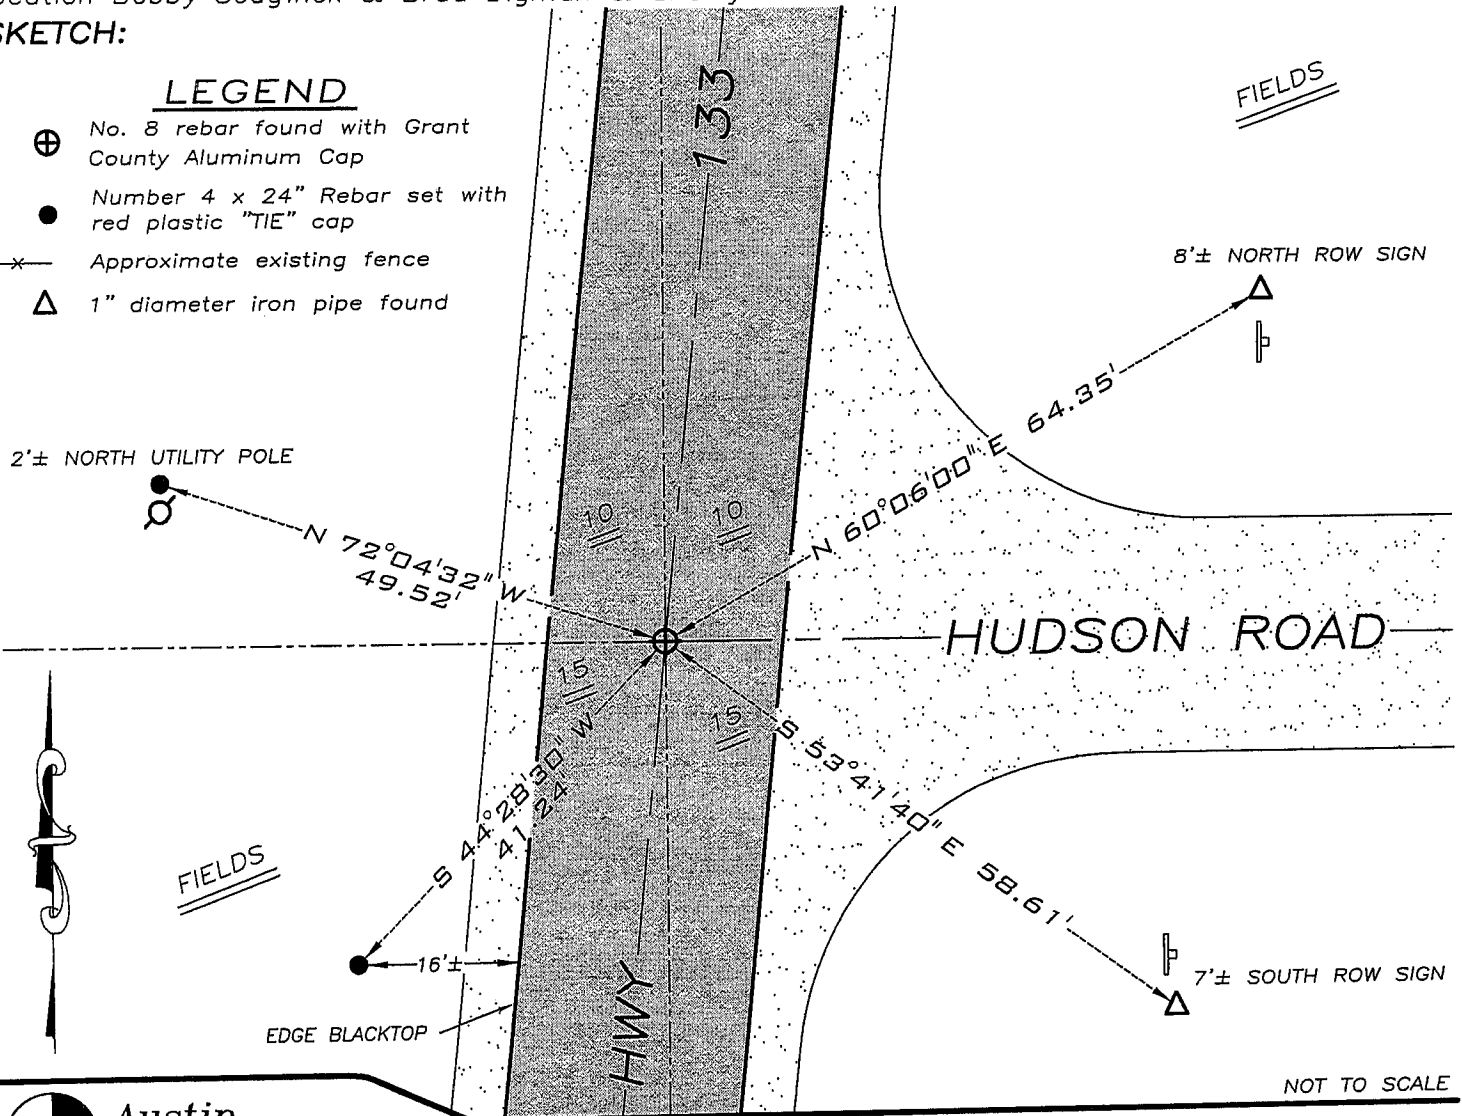 SKETCH:
LEGEND
No. 8 rebar found with Grant
County Aluminum Cap
Number 4 x 24" Rebar set with
red plastic "TIE" cap
Approximate existing fence
1" diameter iron pipe found
133
FIELDS
8'± NORTH ROW SIGN
N 60°06'00" E 64.35'
2'± NORTH UTILITY POLE
N 72°04'32" W
49.52'
10
10
HUDSON ROAD
15
15
S 44°28'30" W
41.24'
S 53°41'40" E 58.61'
FIELDS
16'±
7'± SOUTH ROW SIGN
EDGE BLACKTOP
HWY
NOT TO SCALE
Austin